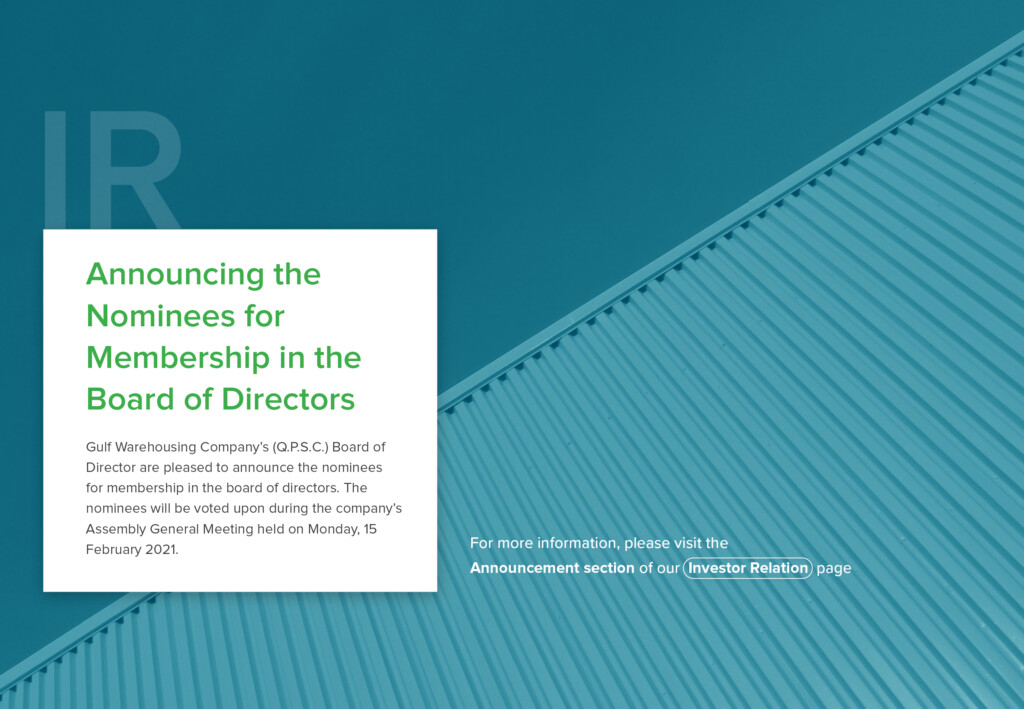 IR
Announcing the
Nominees for
Membership in the
Board of Directors
Gulf Warehousing Company’s (Q.P.S.C.) Board of
Director are pleased to announce the nominees
for membership in the board of directors. The
nominees will be voted upon during the company’s
Assembly General Meeting held on Monday, 15
February 2021.
For more information, please visit the
Announcement section of our Investor Relation page